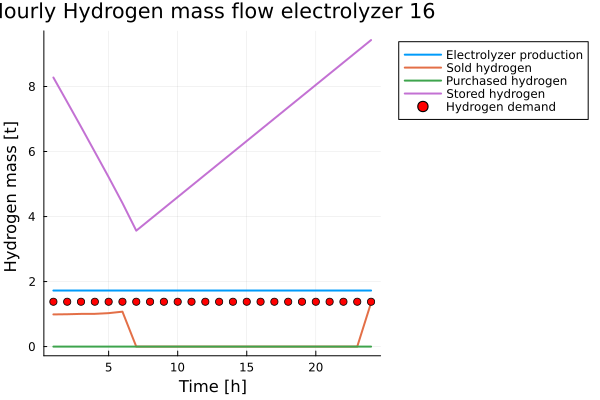 Hydrogen mass flow electrolyzer 16
Electrolyzer production
Sold hydrogen
Purchased hydrogen
Stored hydrogen
Hydrogen demand
Hydrogen mass [t]
8
6
4
2
0
5
10
15
20
Time [h]